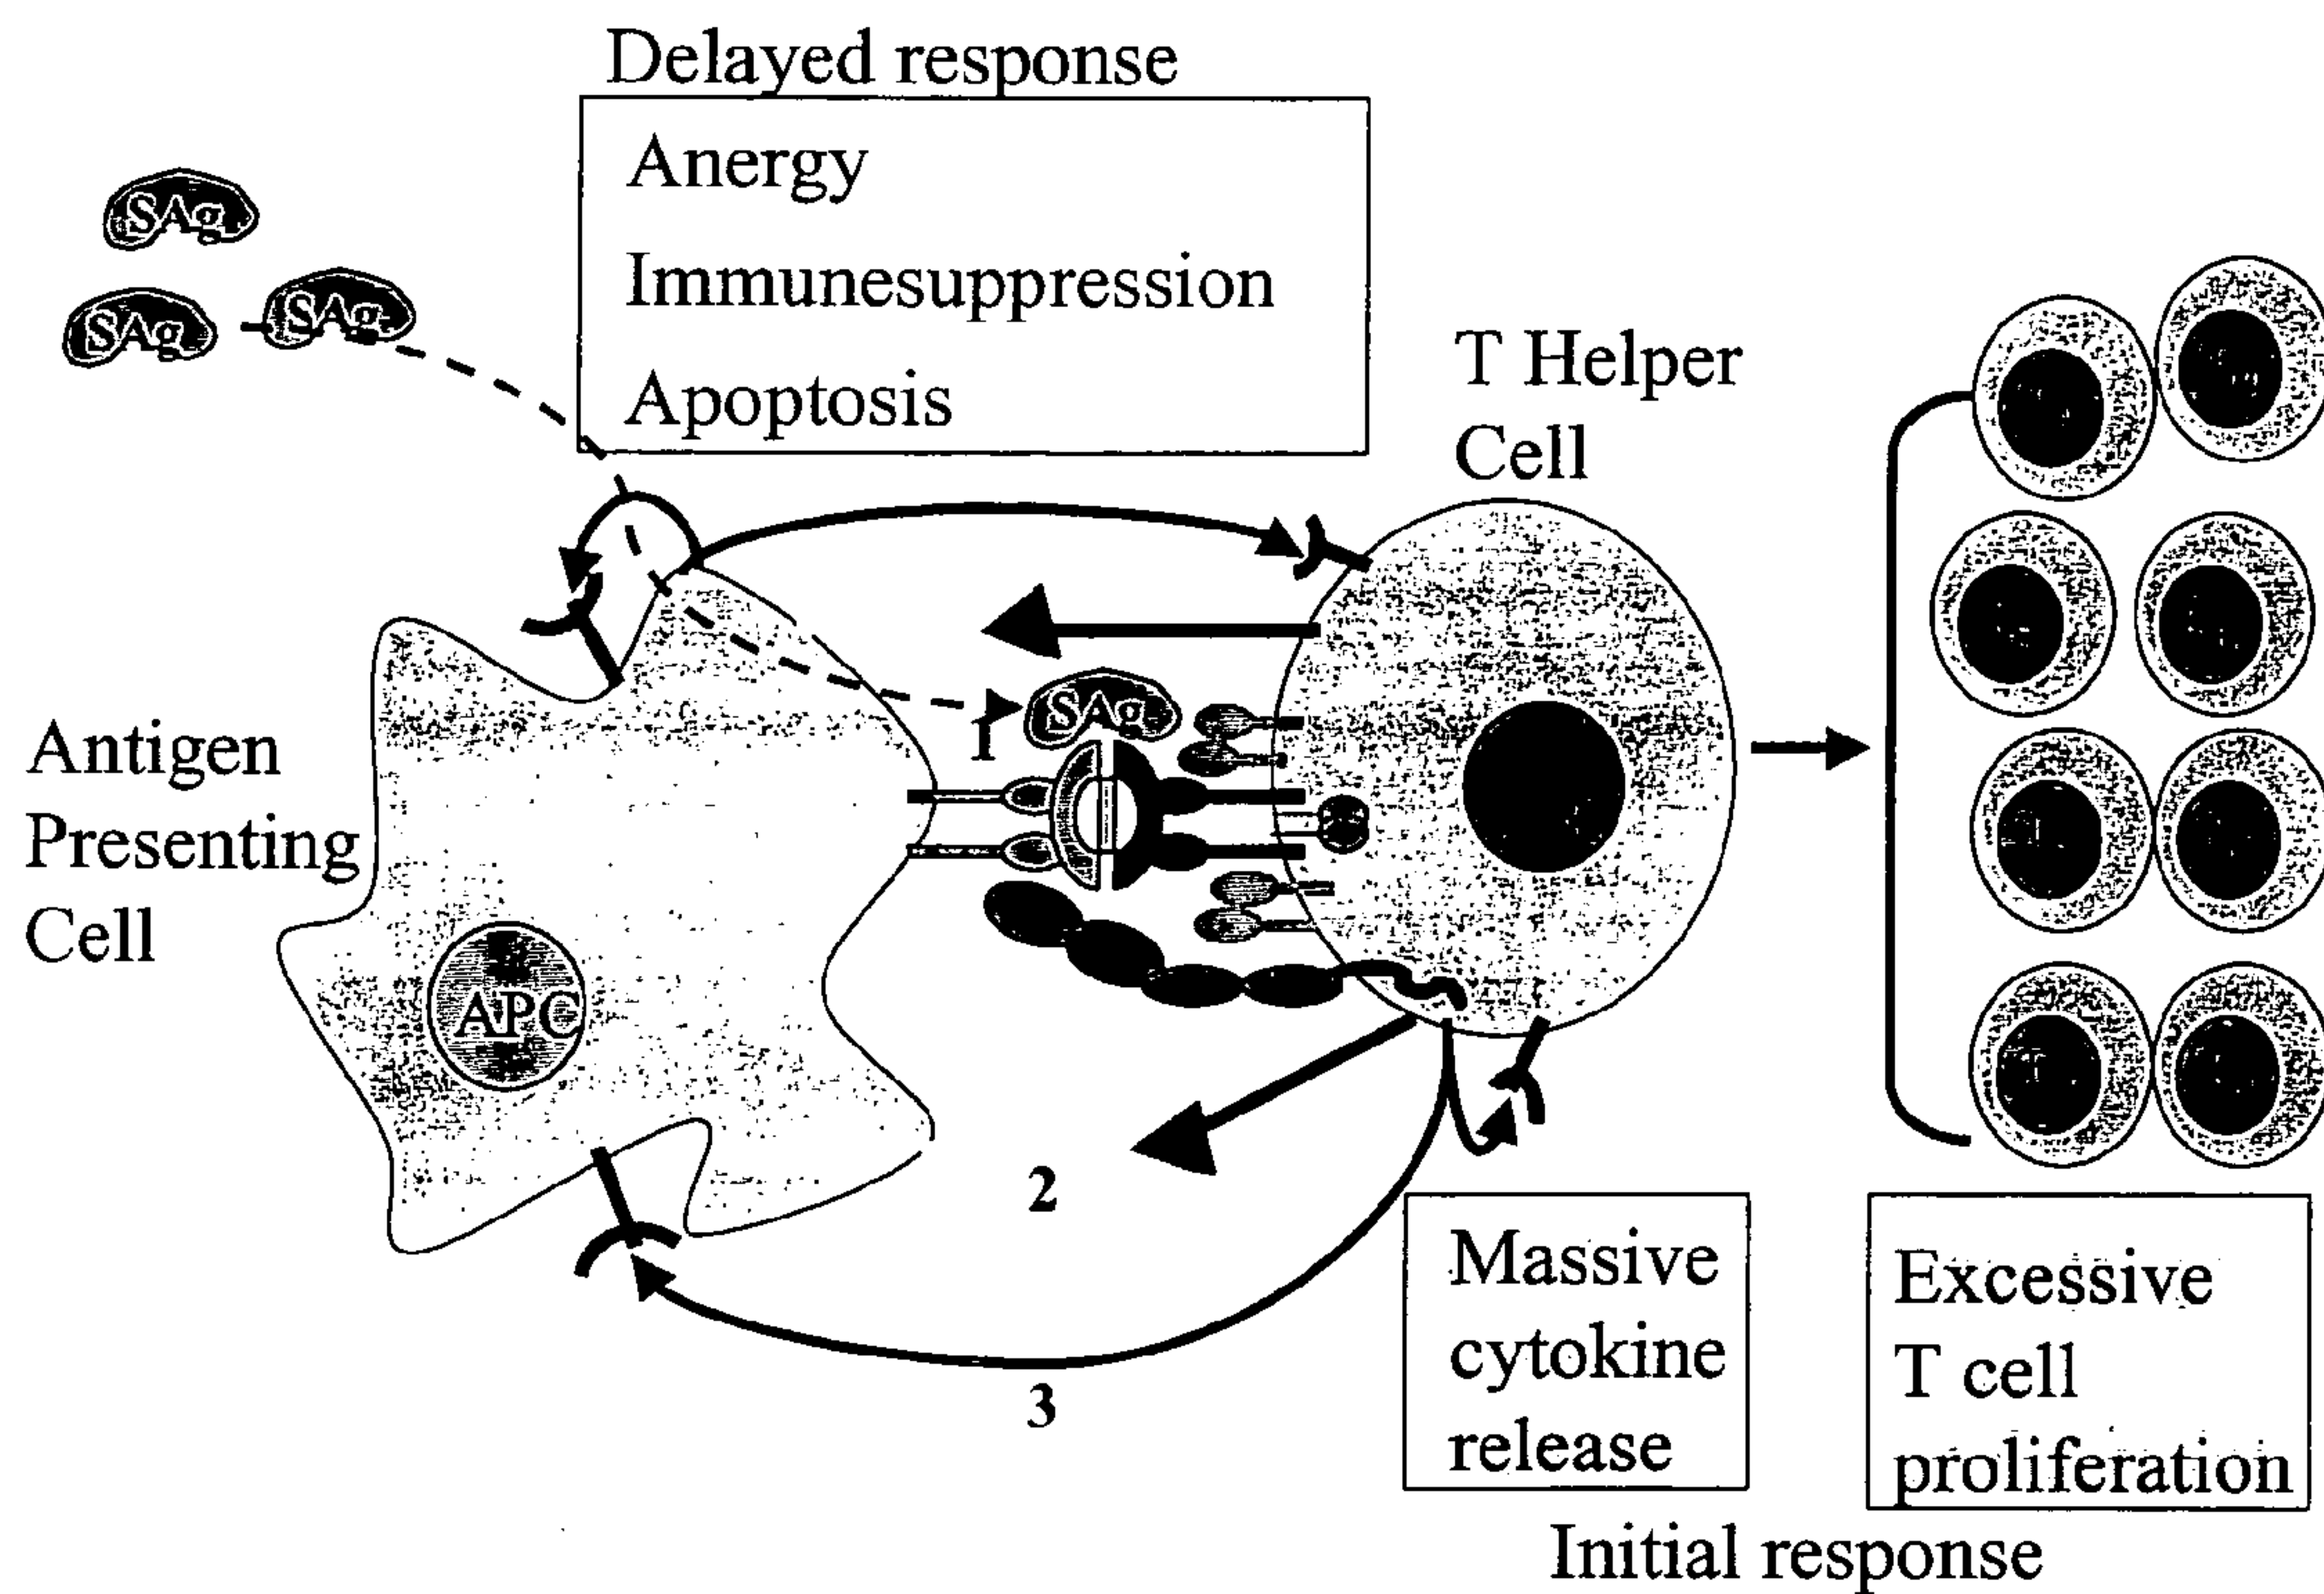 Delayed response
Anergy
Immunesuppression
Apoptosis
SAg
SAg
SAg
T Helper
Cell
Antigen
Presenting
Cell
1
SAg
APC
2
3
Massive
cytokine
release
Excessive
T cell
proliferation
Initial response